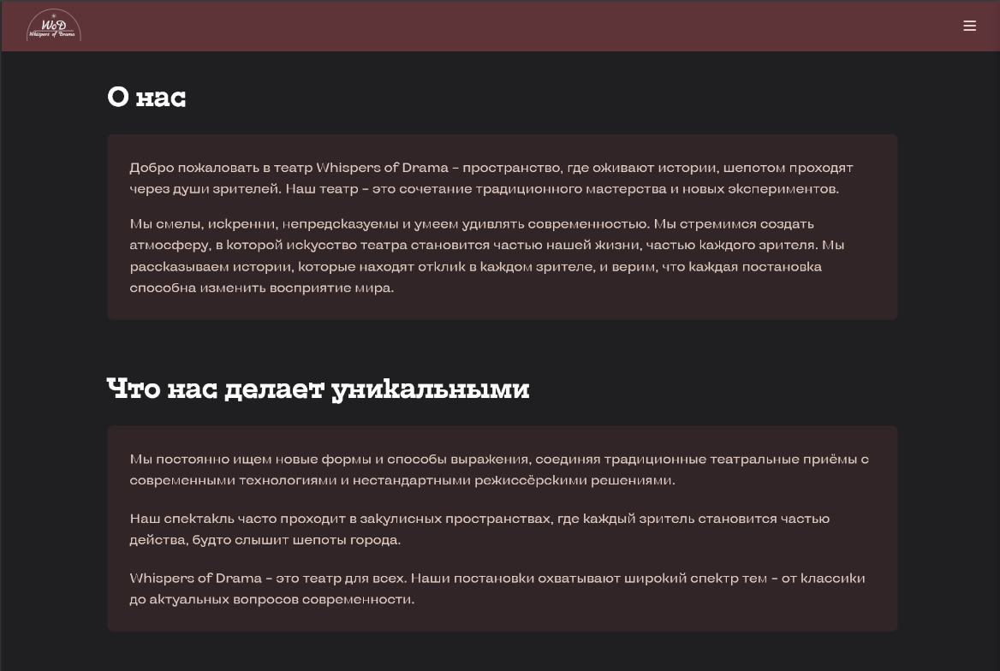 WoD
Whispers of Drama
О нас
Добро пожаловать в театр Whispers of Drama – пространство, где оживают истории, шепотом проходят
через души зрителей. Наш театр – это сочетание традиционного мастерства и новых экспериментов.
Мы смелы, искренни, непредсказуемы и умеем удивлять современностью. Мы стремимся создать
атмосферу, в которой искусство театра становится частью нашей жизни, частью каждого зрителя. Мы
рассказываем истории, которые находят отклик в каждом зрителе, и верим, что каждая постановка
способна изменить восприятие мира.
Что нас делает уникальными
Мы постоянно ищем новые формы и способы выражения, соединяя традиционные театральные приёмы с
современными технологиями и нестандартными режиссёрскими решениями.
Наш спектакль часто проходит в закулисных пространствах, где каждый зритель становится частью
действа, будто слышит шепоты города.
Whispers of Drama – это театр для всех. Наши постановки охватывают широкий спектр тем – от классики
до актуальных вопросов современности.